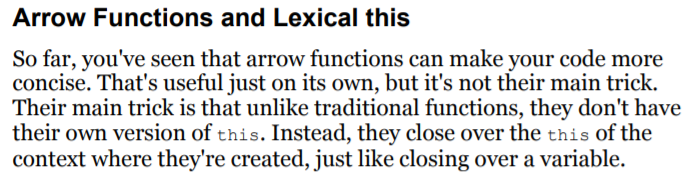 Arrow Functions and Lexical this
So far, you've seen that arrow functions can make your code more
concise. That's useful just on its own, but it's not their main trick.
Their main trick is that unlike traditional functions, they don't have
their own version of this. Instead, they close over the this of the
context where they're created, just like closing over a variable.